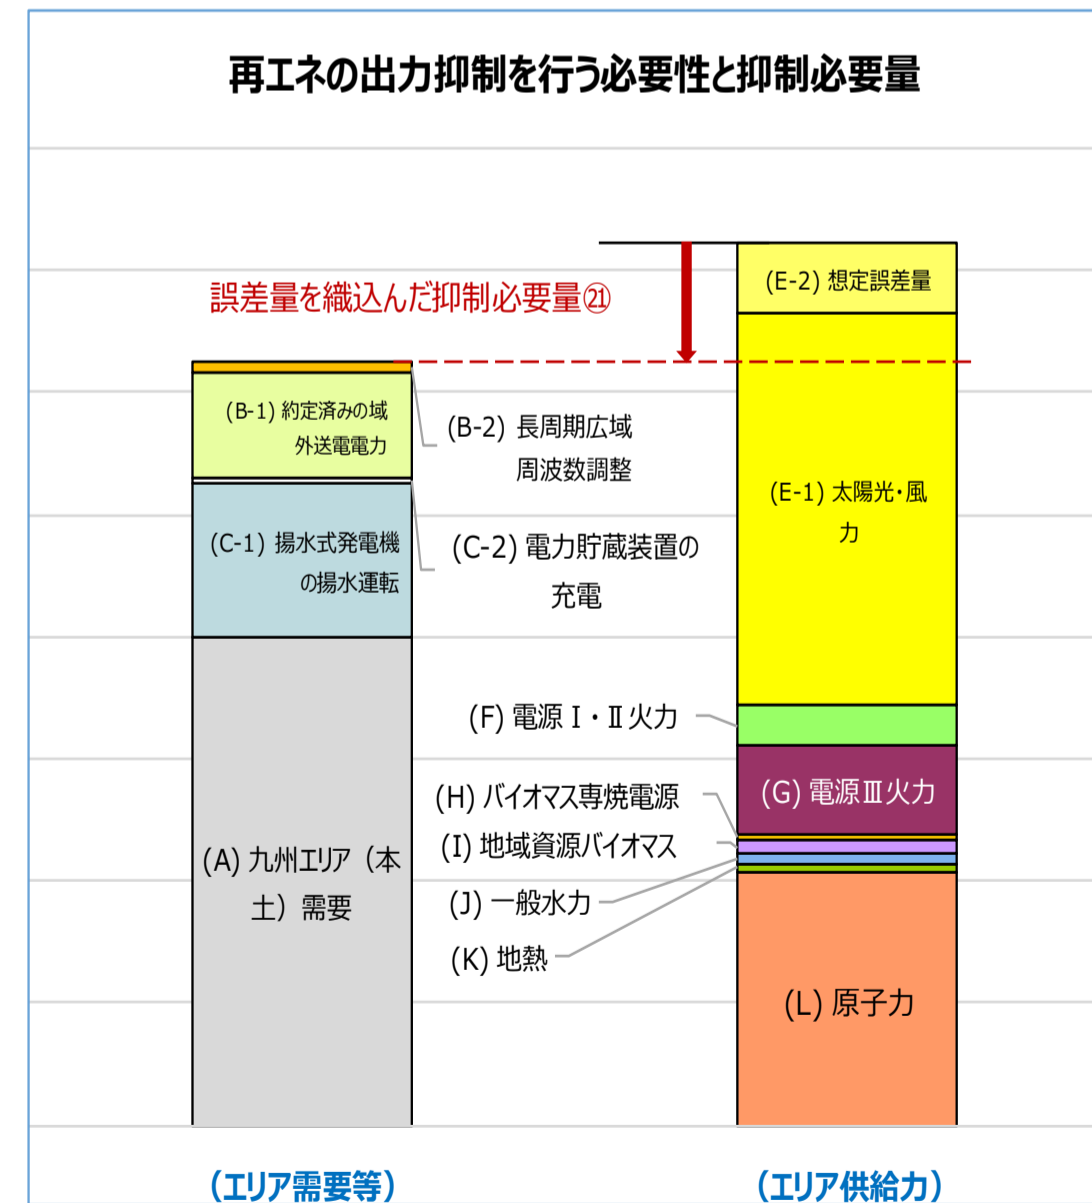 再エネの出力抑制を行う必要性と抑制必要量
誤差量を織込んだ抑制必要量㉑
(B-1) 約定済みの域
外送電電力
(B-2) 長周期広域
周波数調整
(C-1) 揚水式発電機
の揚水運転
(C-2) 電力貯蔵装置の
充電
(A) 九州エリア（本
土）需要
(E-2) 想定誤差量
(E-1) 太陽光・風
力
(F) 電源Ⅰ・Ⅱ火力
(G) 電源Ⅲ火力
(H) バイオマス専焼電源
(I) 地域資源バイオマス
(J) 一般水力
(K) 地熱
(L) 原子力
（エリア需要等）
（エリア供給力）